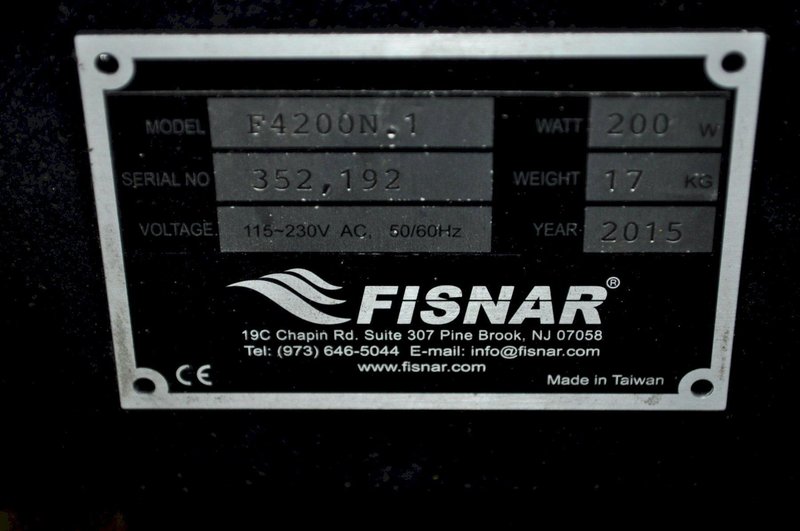 MODEL F4200N.1 WATT 200 W
SERIAL NO 352,192 WEIGHT 17 KG
VOLTAGE 115~230V AC, 50/60Hz YEAR 2015
FISNAR®
19C Chapin Rd. Suite 307 Pine Brook, NJ 07058
Tel: (973) 646-5044 E-mail: info@fisnar.com
www.fisnar.com
CE Made in Taiwan